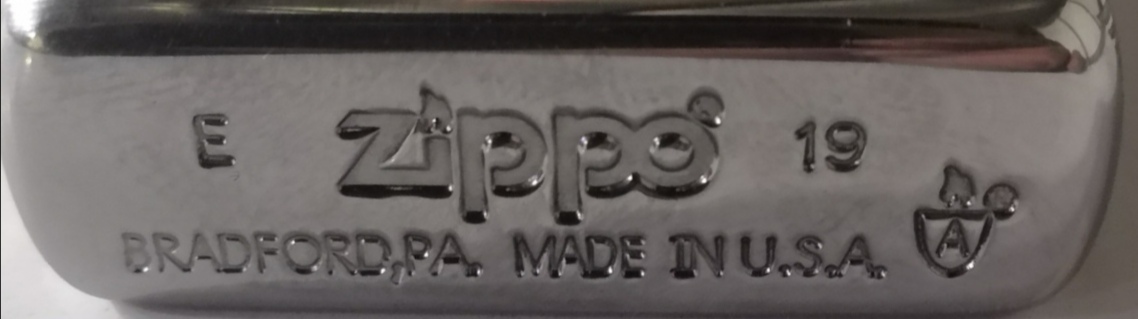 E Zippo® 19
BRADFORD,PA. MADE IN U.S.A. A